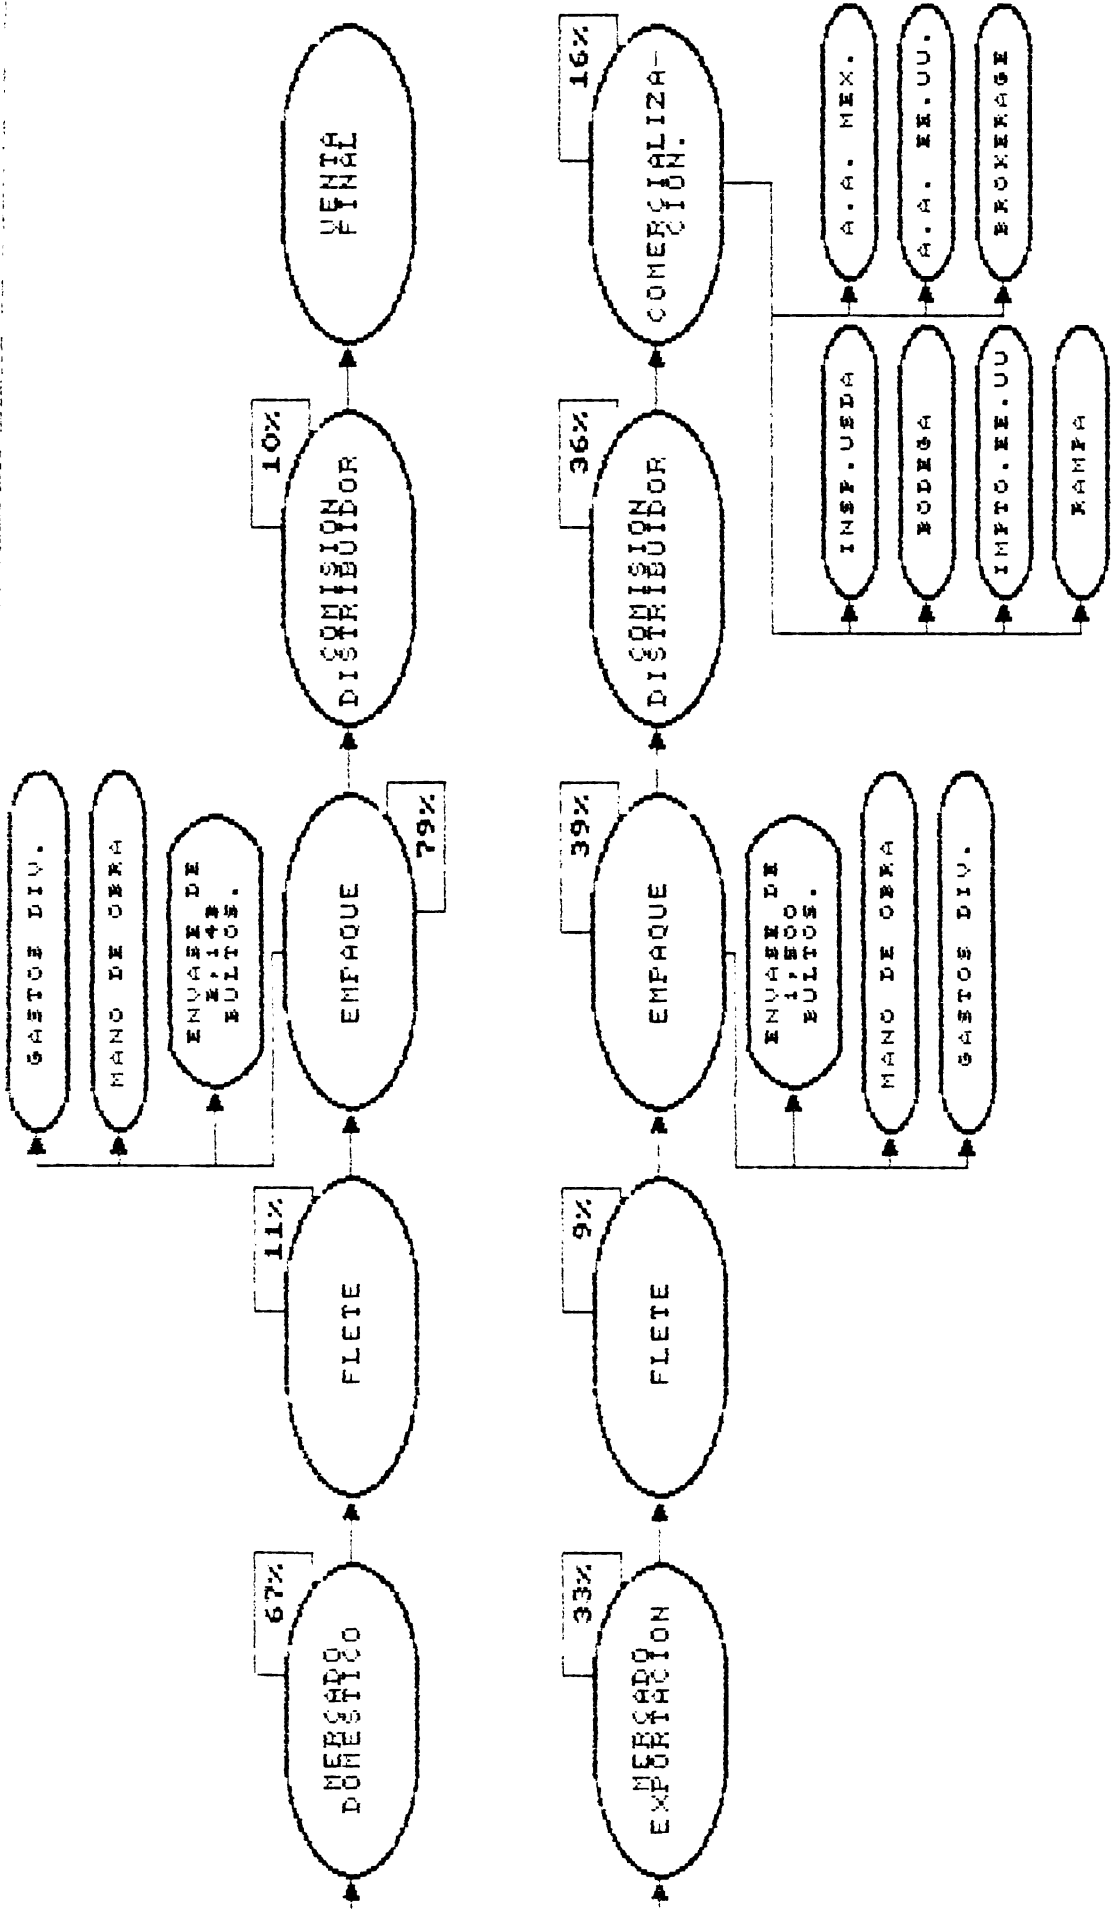 GASTOS DIV.
MANO DE OBRA
ENVASE DE
BULTOS.
67%
11%
79%
10%
MERCADO
DOMESTICO
FLETE
EMPAQUE
COMISION
DISTRIBUIDOR
VENTA
FINAL
33%
9%
39%
36%
16%
MERCADO
EXPORTACION
FLETE
EMPAQUE
COMISION
DISTRIBUIDOR
COMERCIALIZA-
CION.
ENVASE DE
1,500
BULTOS.
MANO DE OBRA
GASTOS DIV.
INSP.USDA
BODEGA
IMPTO.EE.UU
RAMPA
A.A. MEX.
A.A. EE.UU.
BROKERAGE